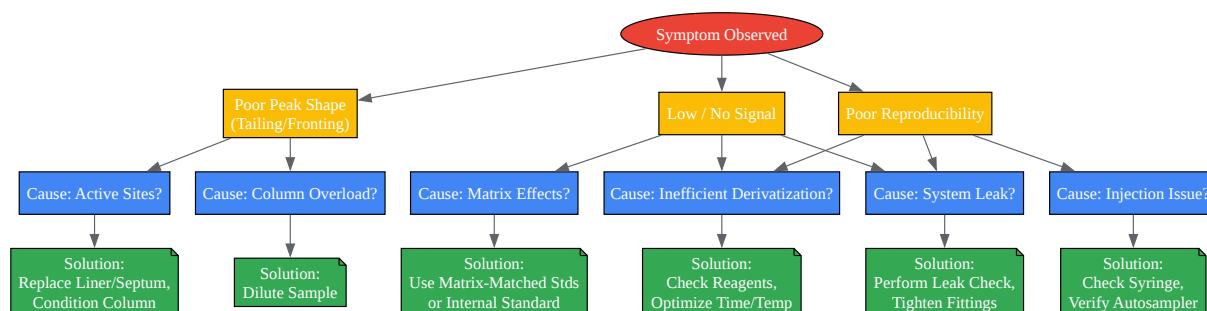 Symptom Observed
Poor Peak Shape
(Tailing/Fronting)
Low / No Signal
Poor Reproducibility
Cause: Active Sites?
Cause: Column Overload?
Cause: Matrix Effects?
Cause: Inefficient Derivatization?
Cause: System Leak?
Cause: Injection Issue?
Solution:
Replace Liner/Septum,
Condition Column
Solution:
Dilute Sample
Solution:
Use Matrix-Matched Stds
or Internal Standard
Solution:
Check Reagents,
Optimize Time/Temp
Solution:
Perform Leak Check,
Tighten Fittings
Solution:
Check Syringe,
Verify Autosampler